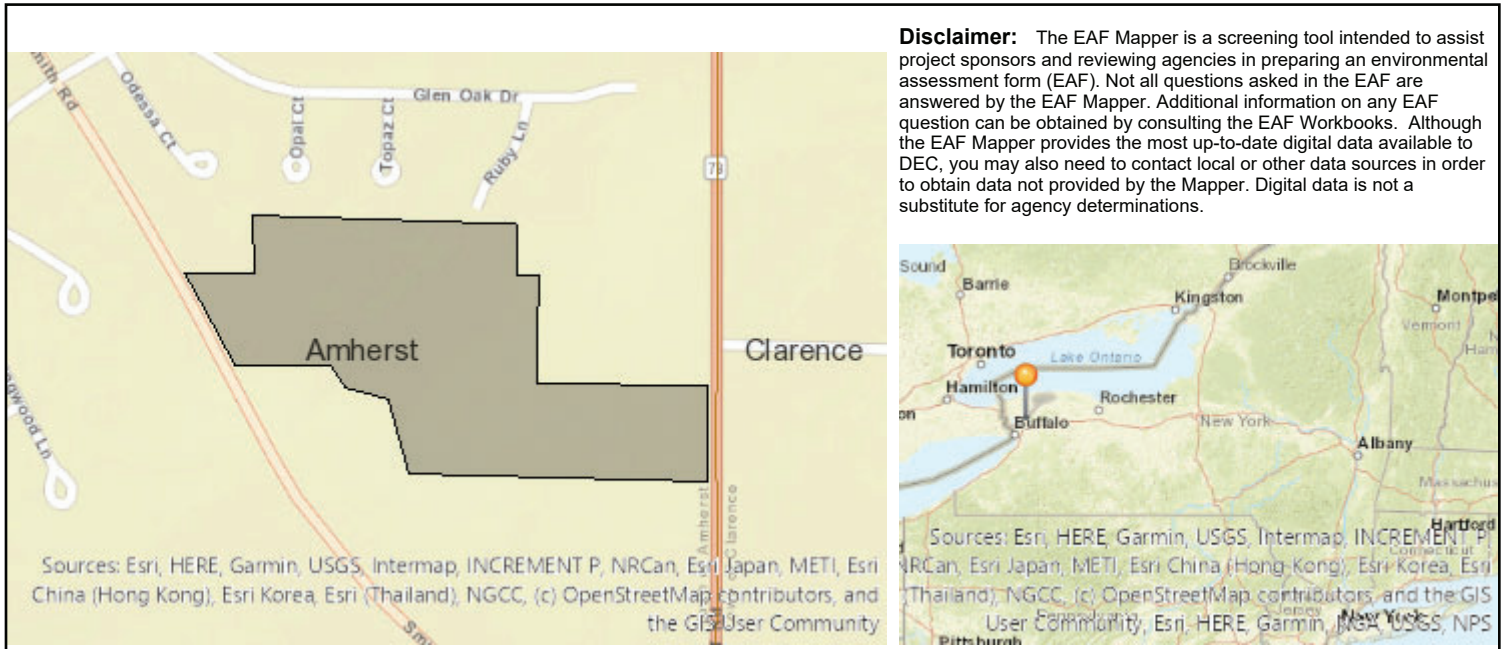 Disclaimer: The EAF Mapper is a screening tool intended to assist
project sponsors and reviewing agencies in preparing an environmental
assessment form (EAF). Not all questions asked in the EAF are
answered by the EAF Mapper. Additional information on any EAF
question can be obtained by consulting the EAF Workbooks. Although
the EAF Mapper provides the most up-to-date digital data available to
DEC, you may also need to contact local or other data sources in order
to obtain data not provided by the Mapper. Digital data is not a
substitute for agency determinations.
Odessa Ct
Opal Ct
Topaz Ct
Glen Oak Dr
Ruby Ln
78
Amherst
Clarence
Amherst
Clarence
Sources: Esri, HERE, Garmin, USGS, Intermap, INCREMENT P, NRCan, Esri Japan, METI, Esri
China (Hong Kong), Esri Korea, Esri (Thailand), NGCC, (c) OpenStreetMap contributors, and
the GIS User Community
Sound
Barrie
Brockville
Kingston
Montpel
Vermont
Toronto
Lake Ontario
Hamilton
Rochester
Buffalo
New York
Albany
Massachus
Hartford
Connecticut
Sources: Esri, HERE, Garmin, USGS, Intermap, INCREMENT P,
NRCan, Esri Japan, METI, Esri China (Hong Kong), Esri Korea, Esri
(Thailand), NGCC, (c) OpenStreetMap contributors, and the GIS
User Community, Esri, HERE, Garmin, NGA, USGS, NPS
Pennsylvania
Jersey
New York
Pittsburgh